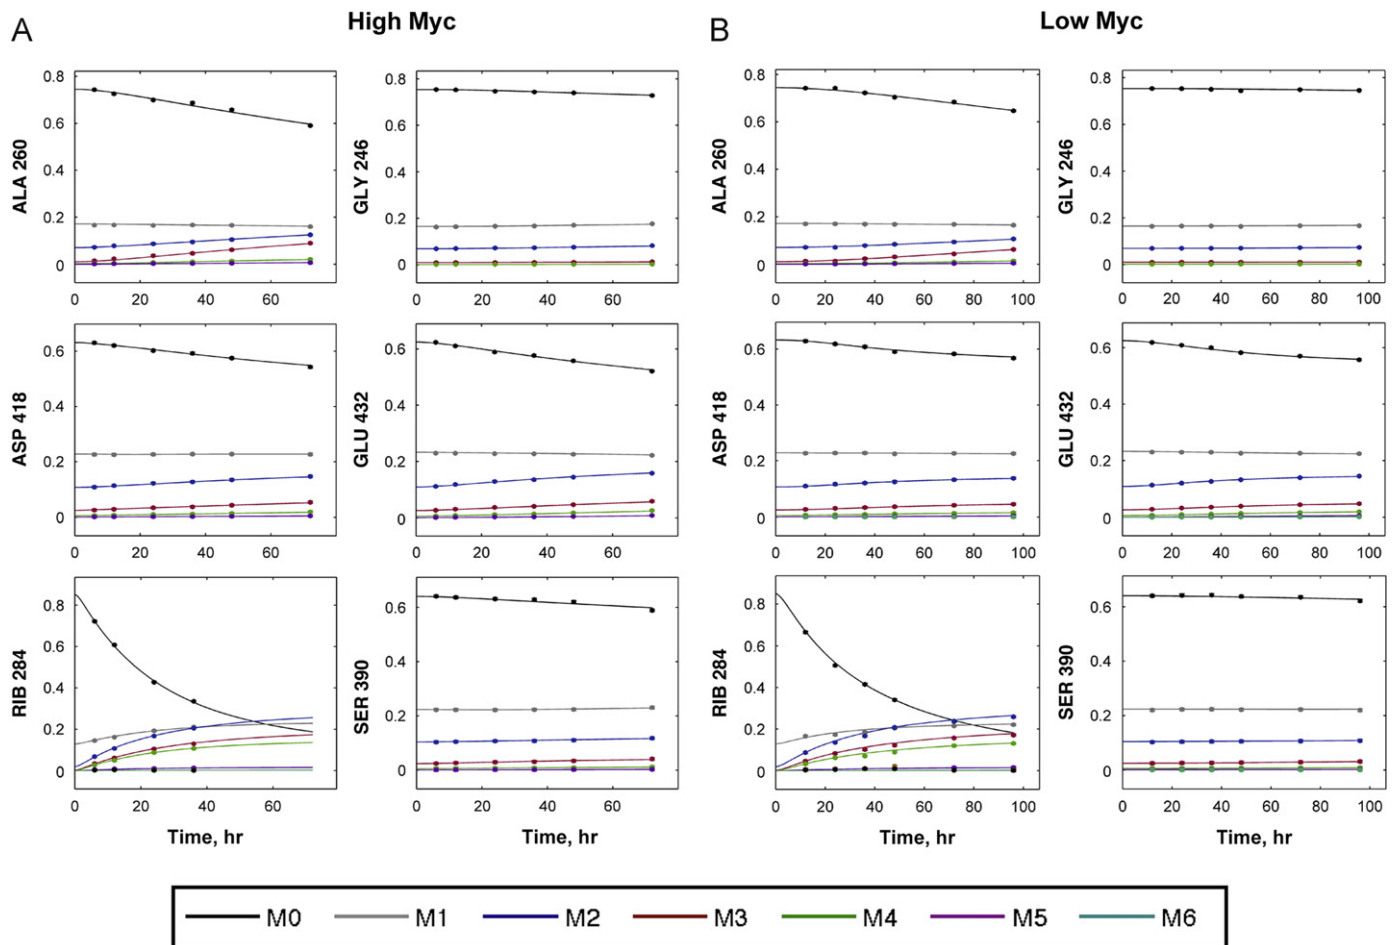 A High Myc B Low Myc
0.8 0.8 0.8 0.8
0.6 0.6 0.6 0.6
0.4 0.4 0.4 0.4
0.2 0.2 0.2 0.2
0 0 0 0
ALA 260 GLY 246 ALA 260 GLY 246
0 20 40 60 0 20 40 60 0 20 40 60 80 100 0 20 40 60 80 100
0.6 0.6 0.6 0.6
0.4 0.4 0.4 0.4
0.2 0.2 0.2 0.2
0 0 0 0
ASP 418 GLU 432 ASP 418 GLU 432
0 20 40 60 0 20 40 60 0 20 40 60 80 100 0 20 40 60 80 100
0.8 0.6 0.8 0.6
0.6 0.4 0.6 0.4
0.4 0.2 0.4 0.2
0.2 0 0.2 0
0 0
RIB 284 SER 390 RIB 284 SER 390
0 20 40 60 0 20 40 60 0 20 40 60 80 100 0 20 40 60 80 100
Time, hr Time, hr Time, hr Time, hr
M0 M1 M2 M3 M4 M5 M6